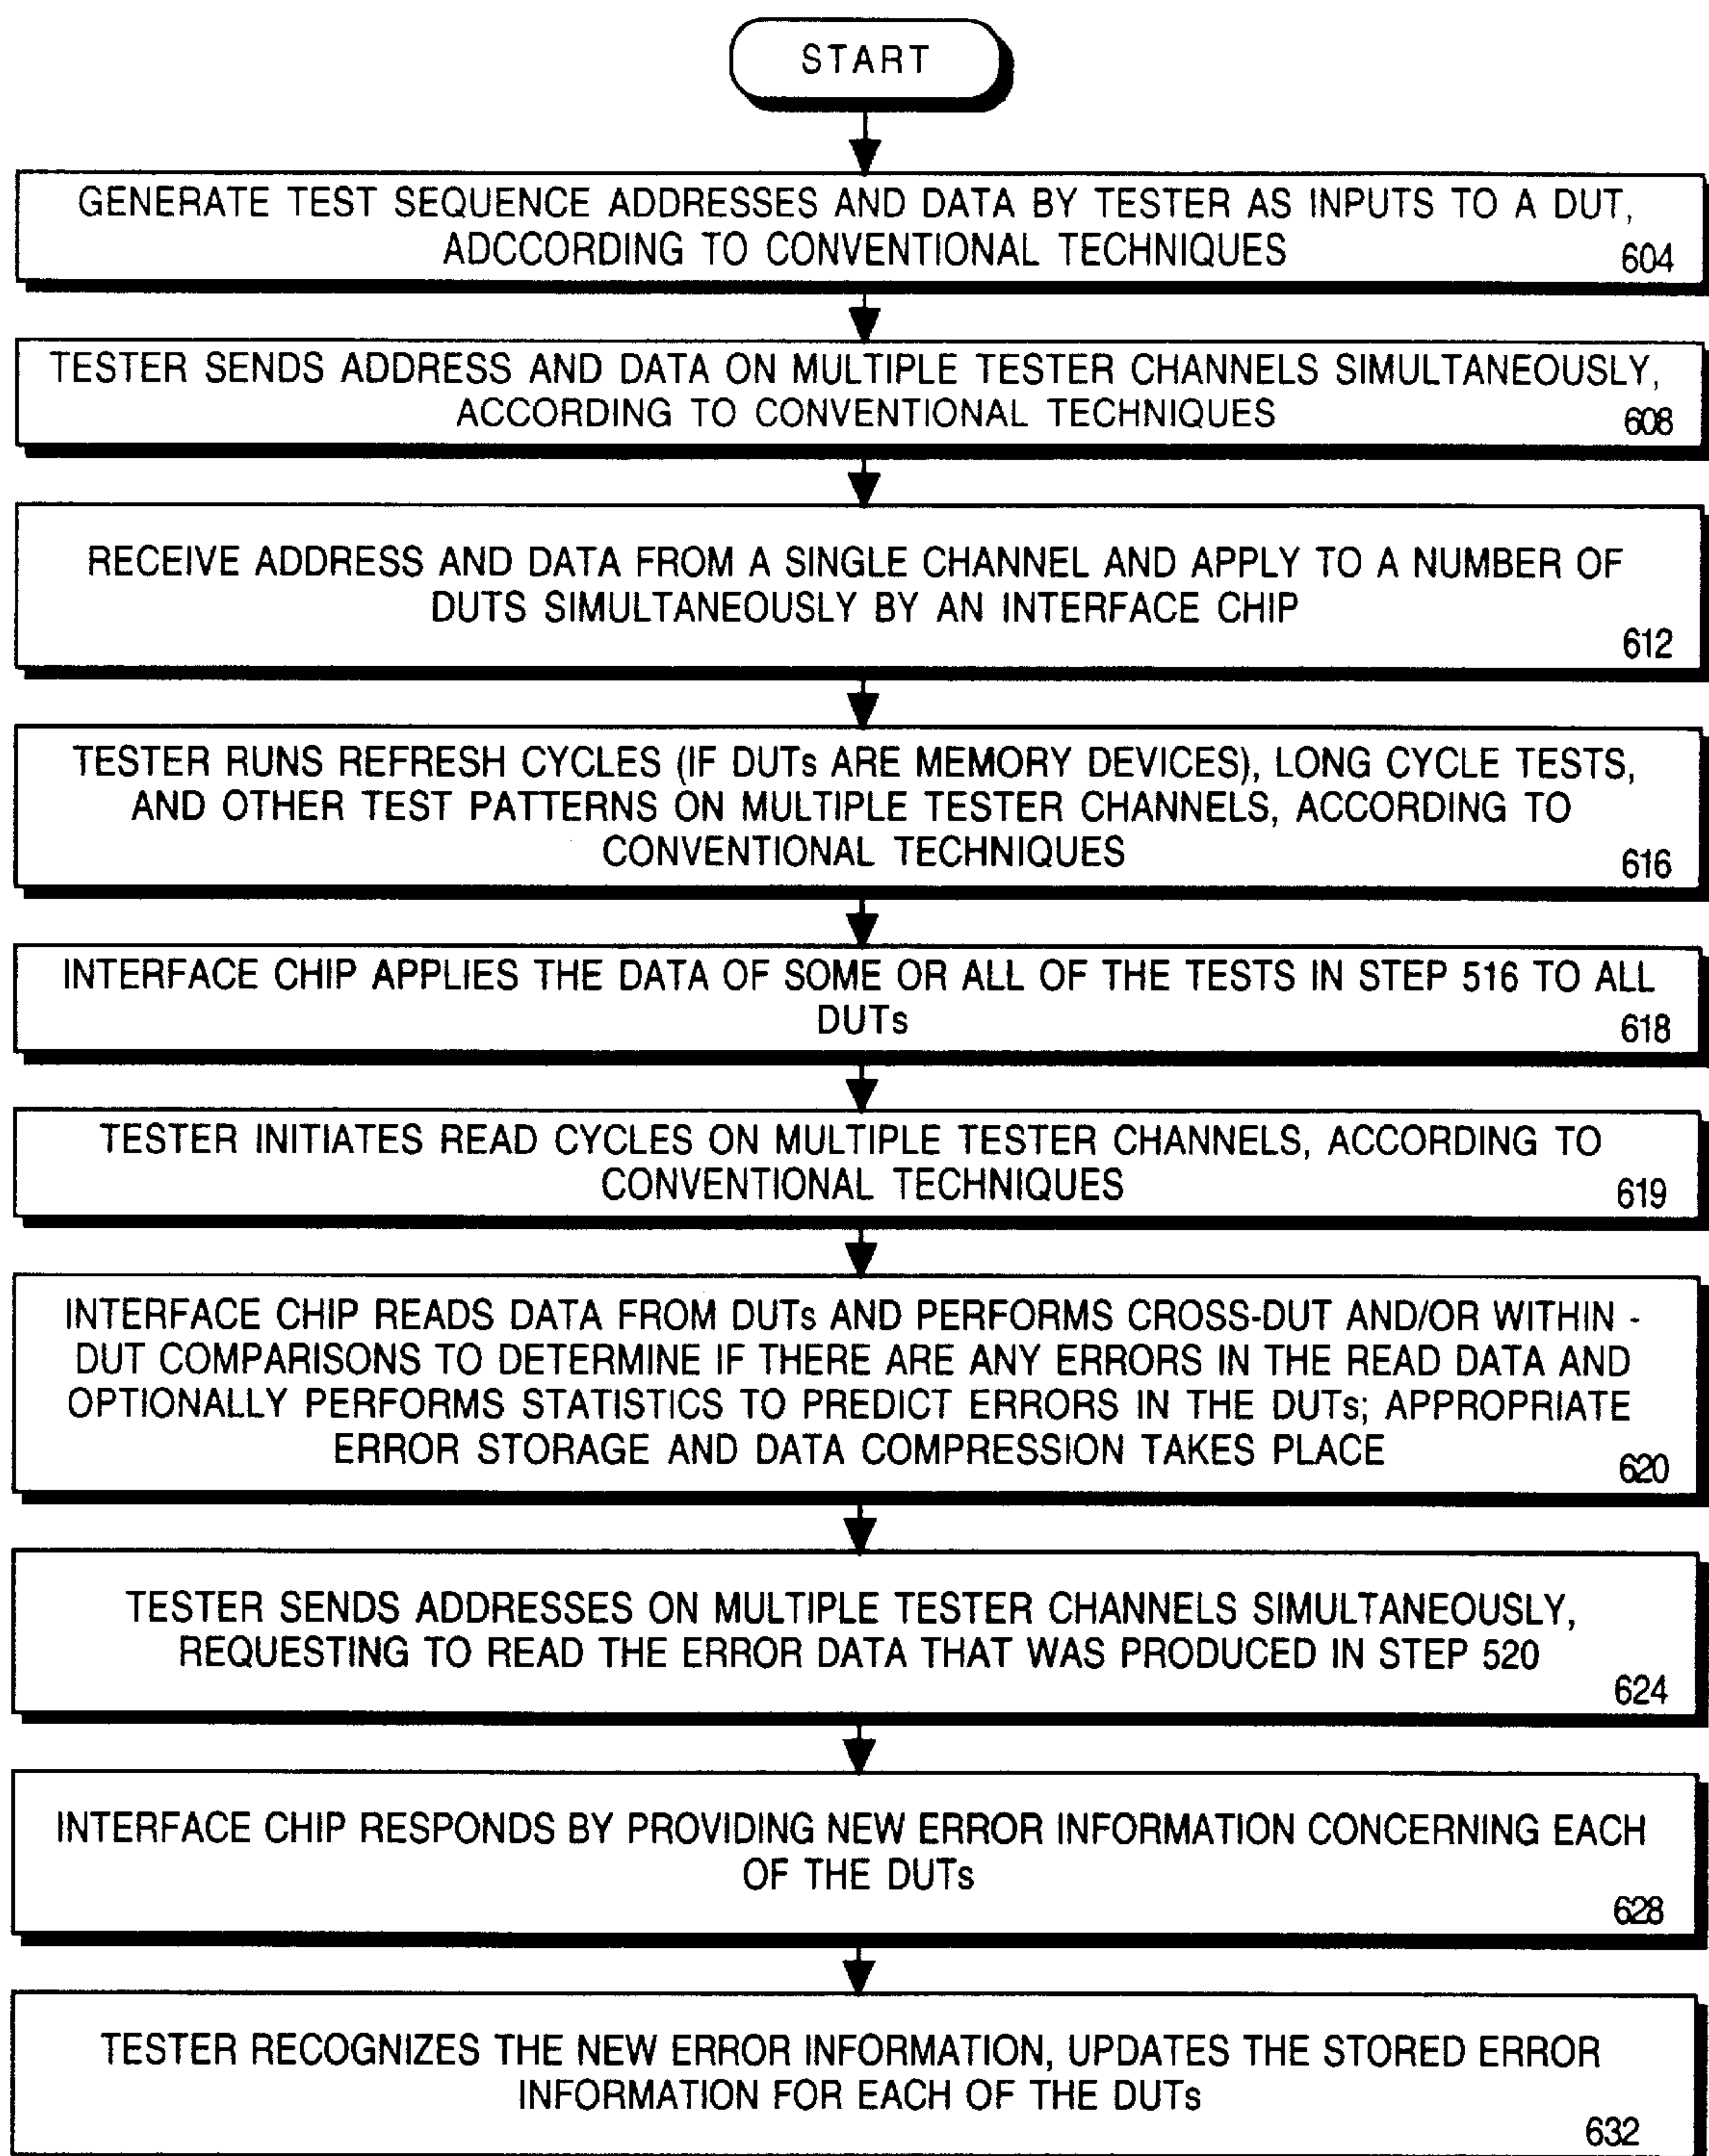 START
GENERATE TEST SEQUENCE ADDRESSES AND DATA BY TESTER AS INPUTS TO A DUT,
ADCCORDING TO CONVENTIONAL TECHNIQUES
604
TESTER SENDS ADDRESS AND DATA ON MULTIPLE TESTER CHANNELS SIMULTANEOUSLY,
ACCORDING TO CONVENTIONAL TECHNIQUES
608
RECEIVE ADDRESS AND DATA FROM A SINGLE CHANNEL AND APPLY TO A NUMBER OF
DUTS SIMULTANEOUSLY BY AN INTERFACE CHIP
612
TESTER RUNS REFRESH CYCLES (IF DUTs ARE MEMORY DEVICES), LONG CYCLE TESTS,
AND OTHER TEST PATTERNS ON MULTIPLE TESTER CHANNELS, ACCORDING TO
CONVENTIONAL TECHNIQUES
616
INTERFACE CHIP APPLIES THE DATA OF SOME OR ALL OF THE TESTS IN STEP 516 TO ALL
DUTs
618
TESTER INITIATES READ CYCLES ON MULTIPLE TESTER CHANNELS, ACCORDING TO
CONVENTIONAL TECHNIQUES
619
INTERFACE CHIP READS DATA FROM DUTs AND PERFORMS CROSS-DUT AND/OR WITHIN -
DUT COMPARISONS TO DETERMINE IF THERE ARE ANY ERRORS IN THE READ DATA AND
OPTIONALLY PERFORMS STATISTICS TO PREDICT ERRORS IN THE DUTs; APPROPRIATE
ERROR STORAGE AND DATA COMPRESSION TAKES PLACE
620
TESTER SENDS ADDRESSES ON MULTIPLE TESTER CHANNELS SIMULTANEOUSLY,
REQUESTING TO READ THE ERROR DATA THAT WAS PRODUCED IN STEP 520
624
INTERFACE CHIP RESPONDS BY PROVIDING NEW ERROR INFORMATION CONCERNING EACH
OF THE DUTs
628
TESTER RECOGNIZES THE NEW ERROR INFORMATION, UPDATES THE STORED ERROR
INFORMATION FOR EACH OF THE DUTs
632